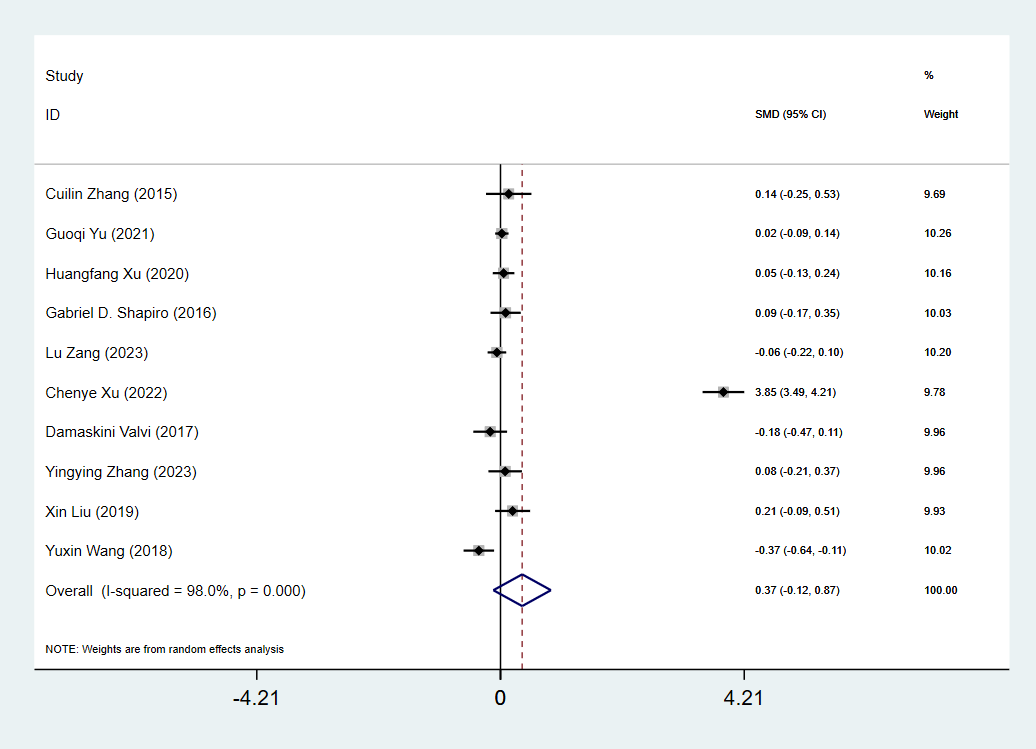 Study %
ID SMD (95% CI) Weight
Cuilin Zhang (2015) 0.14 (-0.25, 0.53) 9.69
Guoqi Yu (2021) 0.02 (-0.09, 0.14) 10.26
Huangfang Xu (2020) 0.05 (-0.13, 0.24) 10.16
Gabriel D. Shapiro (2016) 0.09 (-0.17, 0.35) 10.03
Lu Zang (2023) -0.06 (-0.22, 0.10) 10.20
Chenye Xu (2022) 3.85 (3.49, 4.21) 9.78
Damaskini Valvi (2017) -0.18 (-0.47, 0.11) 9.96
Yingying Zhang (2023) 0.08 (-0.21, 0.37) 9.96
Xin Liu (2019) 0.21 (-0.09, 0.51) 9.93
Yuxin Wang (2018) -0.37 (-0.64, -0.11) 10.02
Overall (I-squared = 98.0%, p = 0.000) 0.37 (-0.12, 0.87) 100.00
NOTE: Weights are from random effects analysis
-4.21 0 4.21